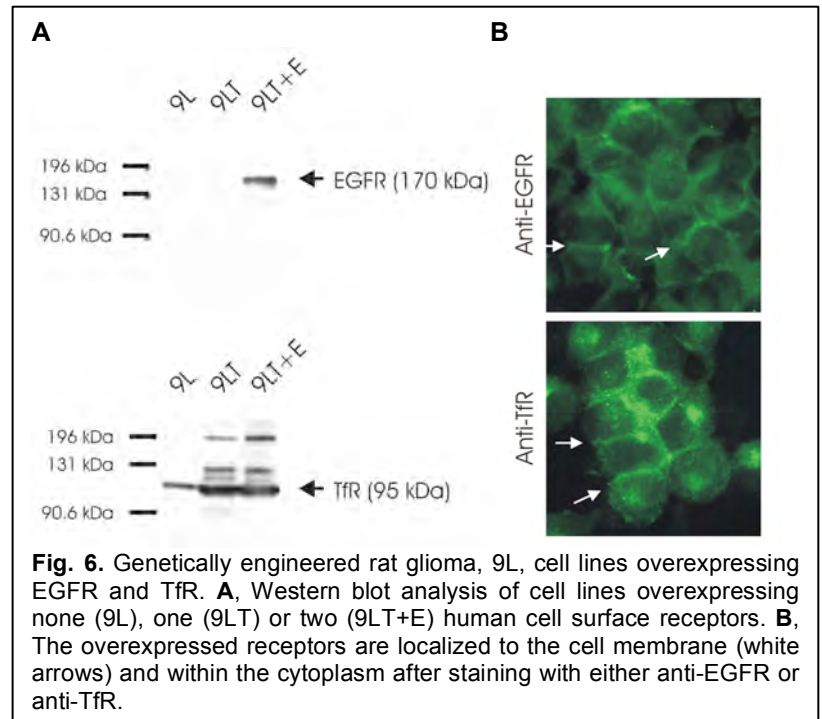 A
B
9L 9LT 9LT+E
196 kDa
131 kDa
90.6 kDa
EGFR (170 kDa)
Anti-EGFR
9L 9LT 9LT+E
196 kDa
131 kDa
90.6 kDa
TfR (95 kDa)
Anti-TfR
Fig. 6. Genetically engineered rat glioma, 9L, cell lines overexpressing
EGFR and TfR. A, Western blot analysis of cell lines overexpressing
none (9L), one (9LT) or two (9LT+E) human cell surface receptors. B,
The overexpressed receptors are localized to the cell membrane (white
arrows) and within the cytoplasm after staining with either anti-EGFR or
anti-TfR.